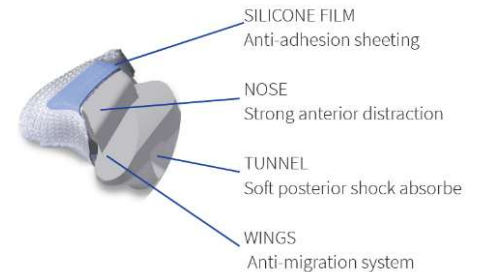 SILICONE FILM
Anti-adhesion sheeting
NOSE
Strong anterior distraction
TUNNEL
Soft posterior shock absorbe
WINGS
Anti-migration system